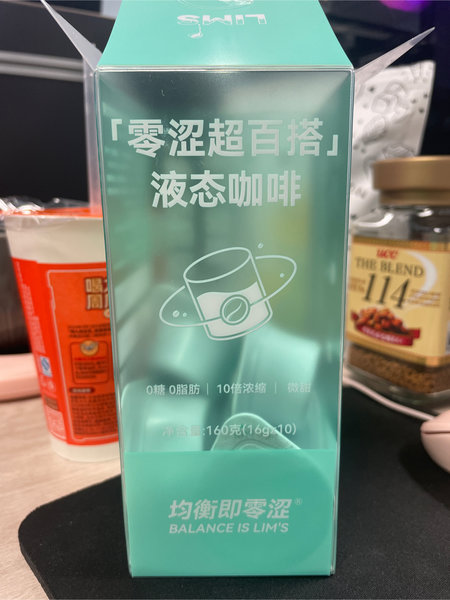 LIM'S
「零涩超百搭」
液态咖啡
0糖 0脂肪 | 10倍浓缩 | 微甜
净含量:160克(16gx10)
均衡即零涩®
BALANCE IS LIM'S
ucc
THE BLEND
114